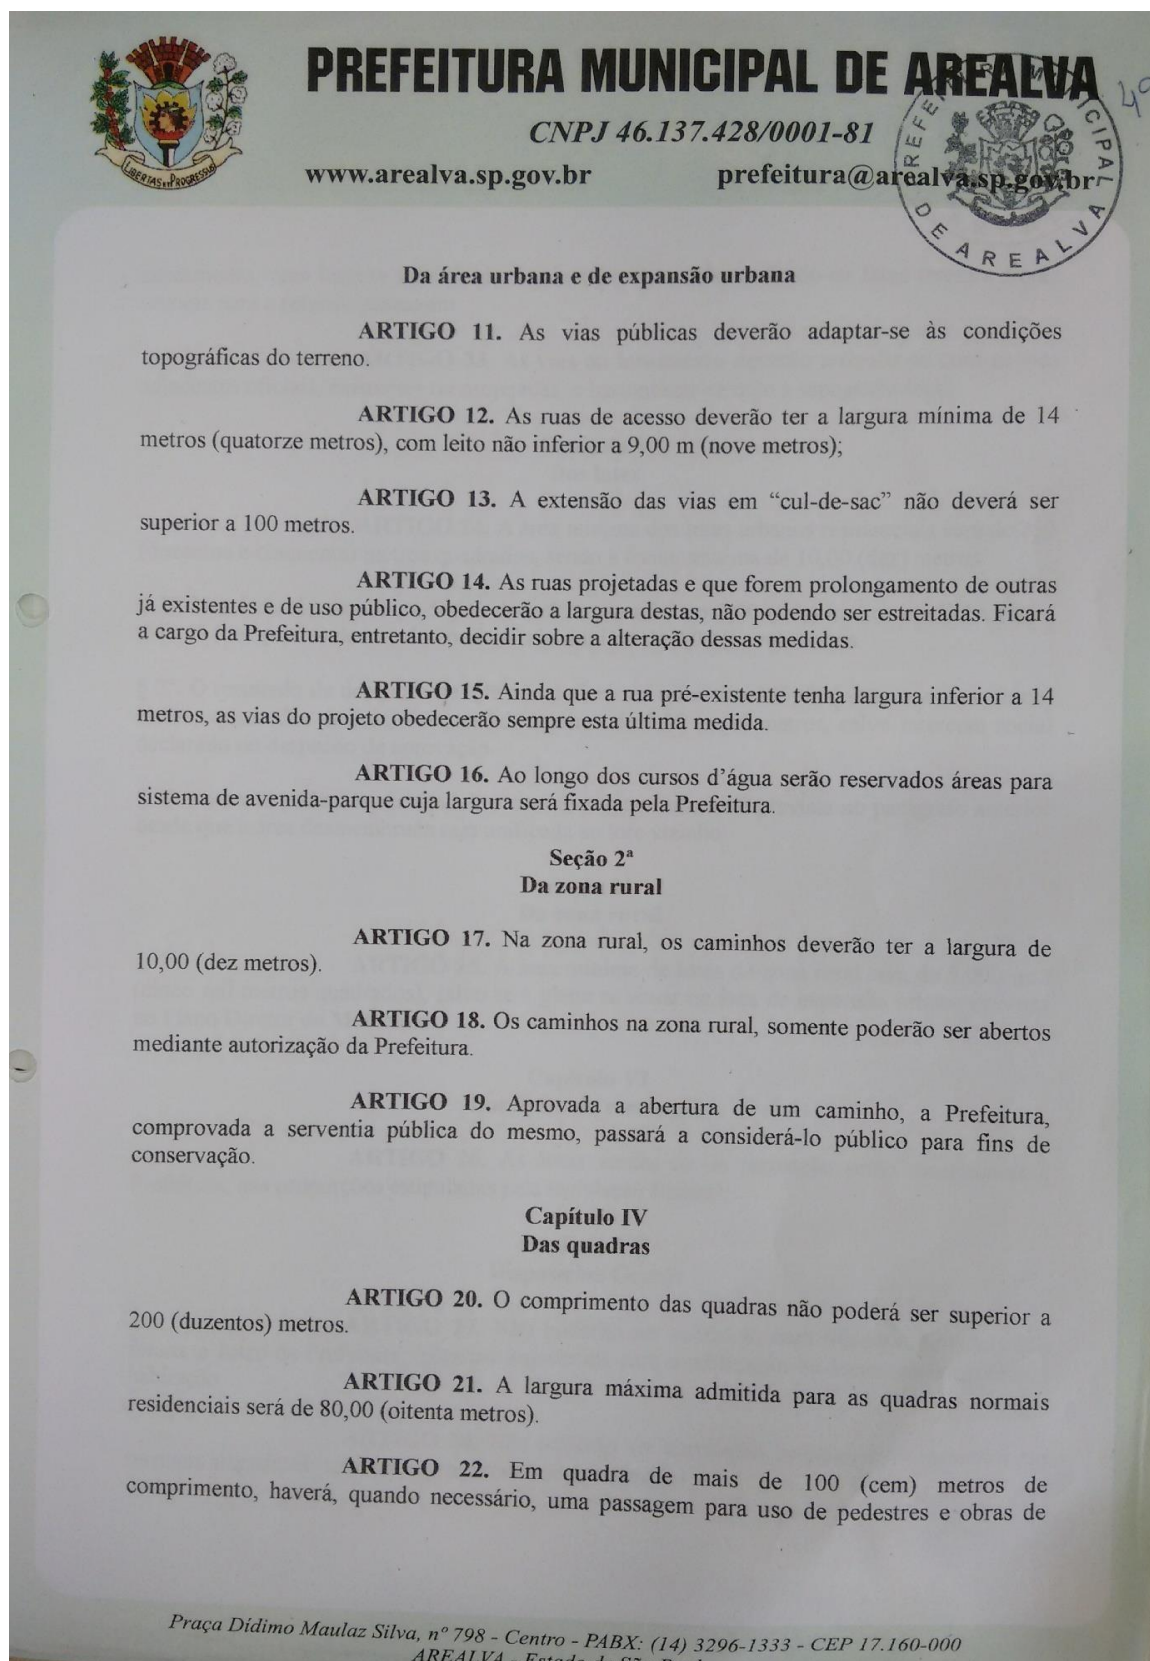 PREFEITURA MUNICIPAL DE AREALVA
CNPJ 46.137.428/0001-81
www.arealva.sp.gov.br prefeitura@arealva.sp.gov.br
LIBERTAS et PROGRESSUS
PREFEITURA MUNICIPAL DE AREALVA
Da área urbana e de expansão urbana
ARTIGO 11. As vias públicas deverão adaptar-se às condições
topográficas do terreno.
ARTIGO 12. As ruas de acesso deverão ter a largura mínima de 14
metros (quatorze metros), com leito não inferior a 9,00 m (nove metros);
ARTIGO 13. A extensão das vias em “cul-de-sac” não deverá ser
superior a 100 metros.
ARTIGO 14. As ruas projetadas e que forem prolongamento de outras
já existentes e de uso público, obedecerão a largura destas, não podendo ser estreitadas. Ficará
a cargo da Prefeitura, entretanto, decidir sobre a alteração dessas medidas.
ARTIGO 15. Ainda que a rua pré-existente tenha largura inferior a 14
metros, as vias do projeto obedecerão sempre esta última medida.
ARTIGO 16. Ao longo dos cursos d’água serão reservados áreas para
sistema de avenida-parque cuja largura será fixada pela Prefeitura.
Seção 2ª
Da zona rural
ARTIGO 17. Na zona rural, os caminhos deverão ter a largura de
10,00 (dez metros).
ARTIGO 18. Os caminhos na zona rural, somente poderão ser abertos
mediante autorização da Prefeitura.
ARTIGO 19. Aprovada a abertura de um caminho, a Prefeitura,
comprovada a serventia pública do mesmo, passará a considerá-lo público para fins de
conservação.
Capítulo IV
Das quadras
ARTIGO 20. O comprimento das quadras não poderá ser superior a
200 (duzentos) metros.
ARTIGO 21. A largura máxima admitida para as quadras normais
residenciais será de 80,00 (oitenta metros).
ARTIGO 22. Em quadra de mais de 100 (cem) metros de
comprimento, haverá, quando necessário, uma passagem para uso de pedestres e obras de
Praça Dídimo Maulaz Silva, nº 798 - Centro - PABX: (14) 3296-1333 - CEP 17.160-000
AREALVA - Estado de São Paulo